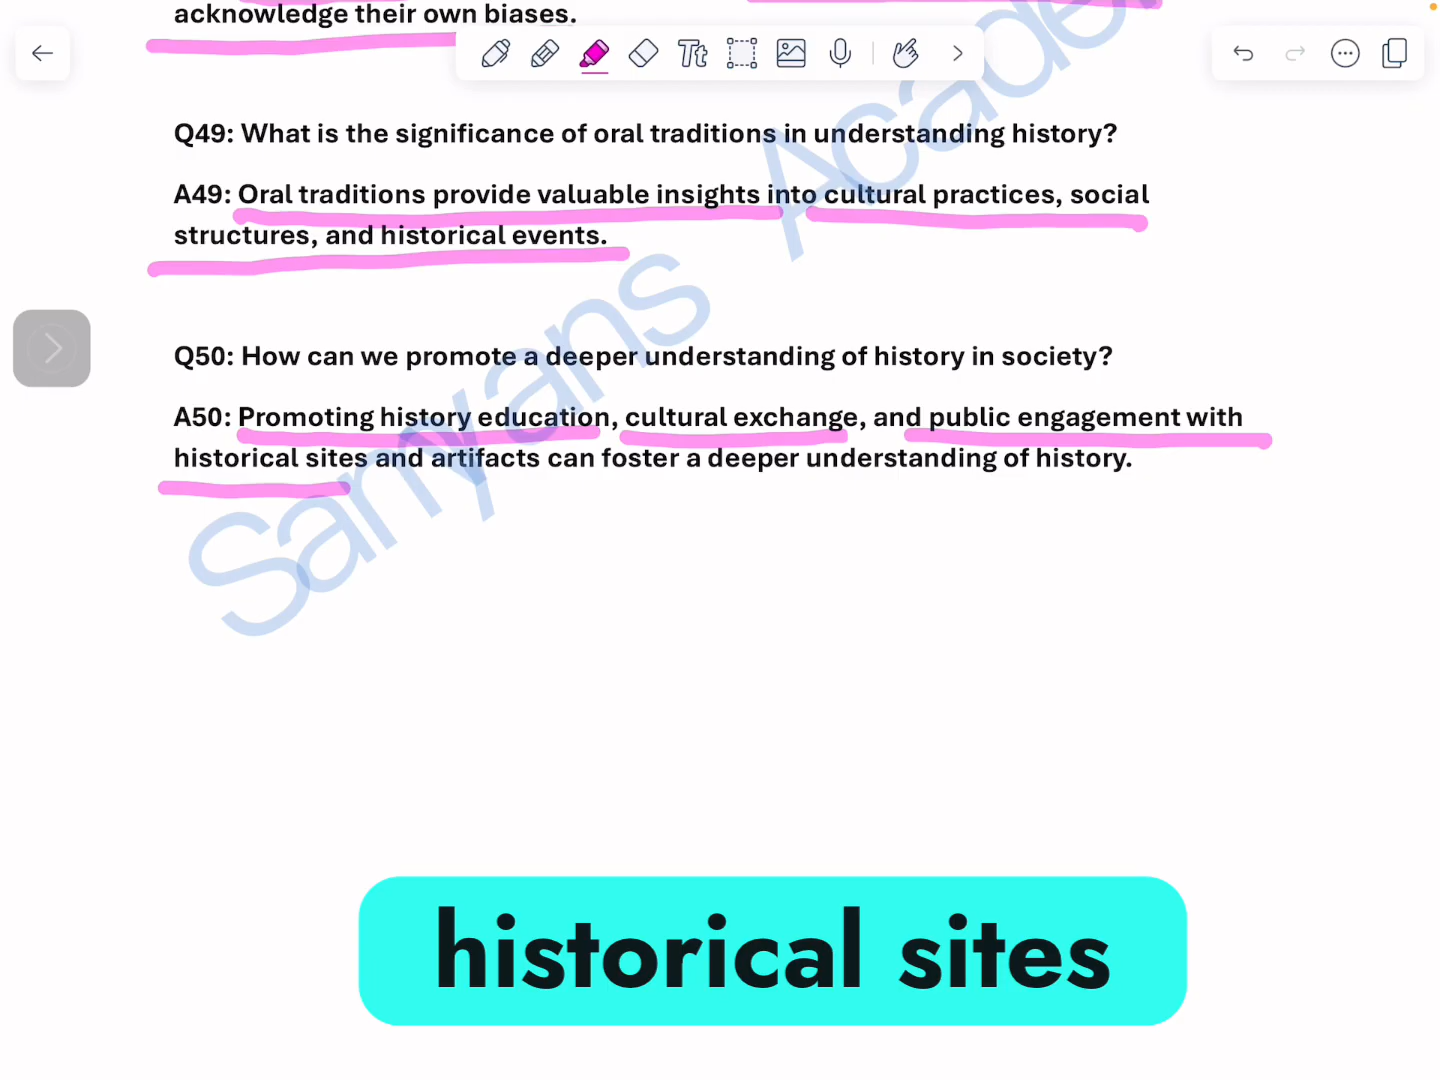 acknowledge their own biases.
Tt
Q49: What is the significance of oral traditions in understanding history?
A49: Oral traditions provide valuable insights into cultural practices, social
structures, and historical events.
Q50: How can we promote a deeper understanding of history in society?
A50: Promoting history education, cultural exchange, and public engagement with
historical sites and artifacts can foster a deeper understanding of history.
historical sites